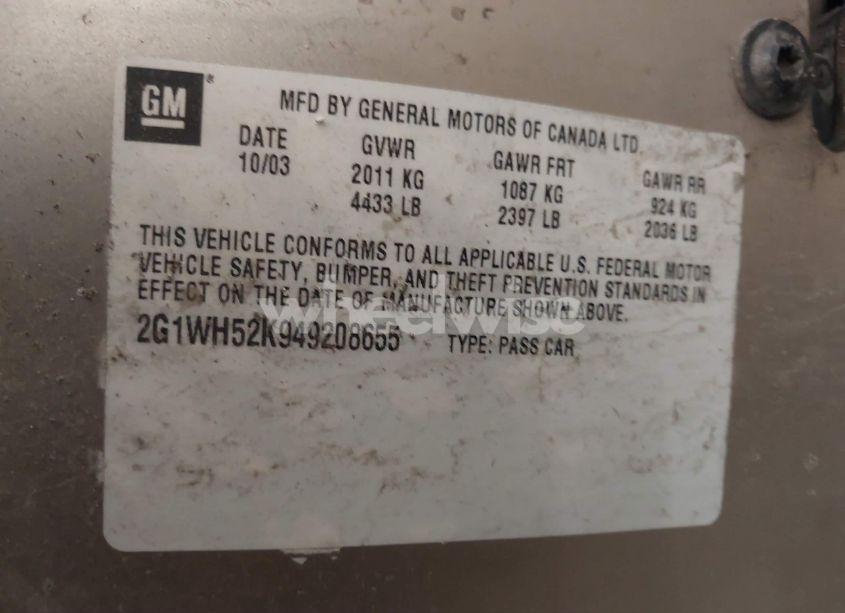 GM ®
MFD BY GENERAL MOTORS OF CANADA LTD
DATE GVWR GAWR FRT GAWR RR
10/03 2011 KG 1087 KG 924 KG
4433 LB 2397 LB 2036 LB
THIS VEHICLE CONFORMS TO ALL APPLICABLE U.S. FEDERAL MOTOR
VEHICLE SAFETY, BUMPER, AND THEFT PREVENTION STANDARDS IN
EFFECT ON THE DATE OF MANUFACTURE SHOWN ABOVE.
wheelwise
2G1WH52K949208655 TYPE: PASS CAR